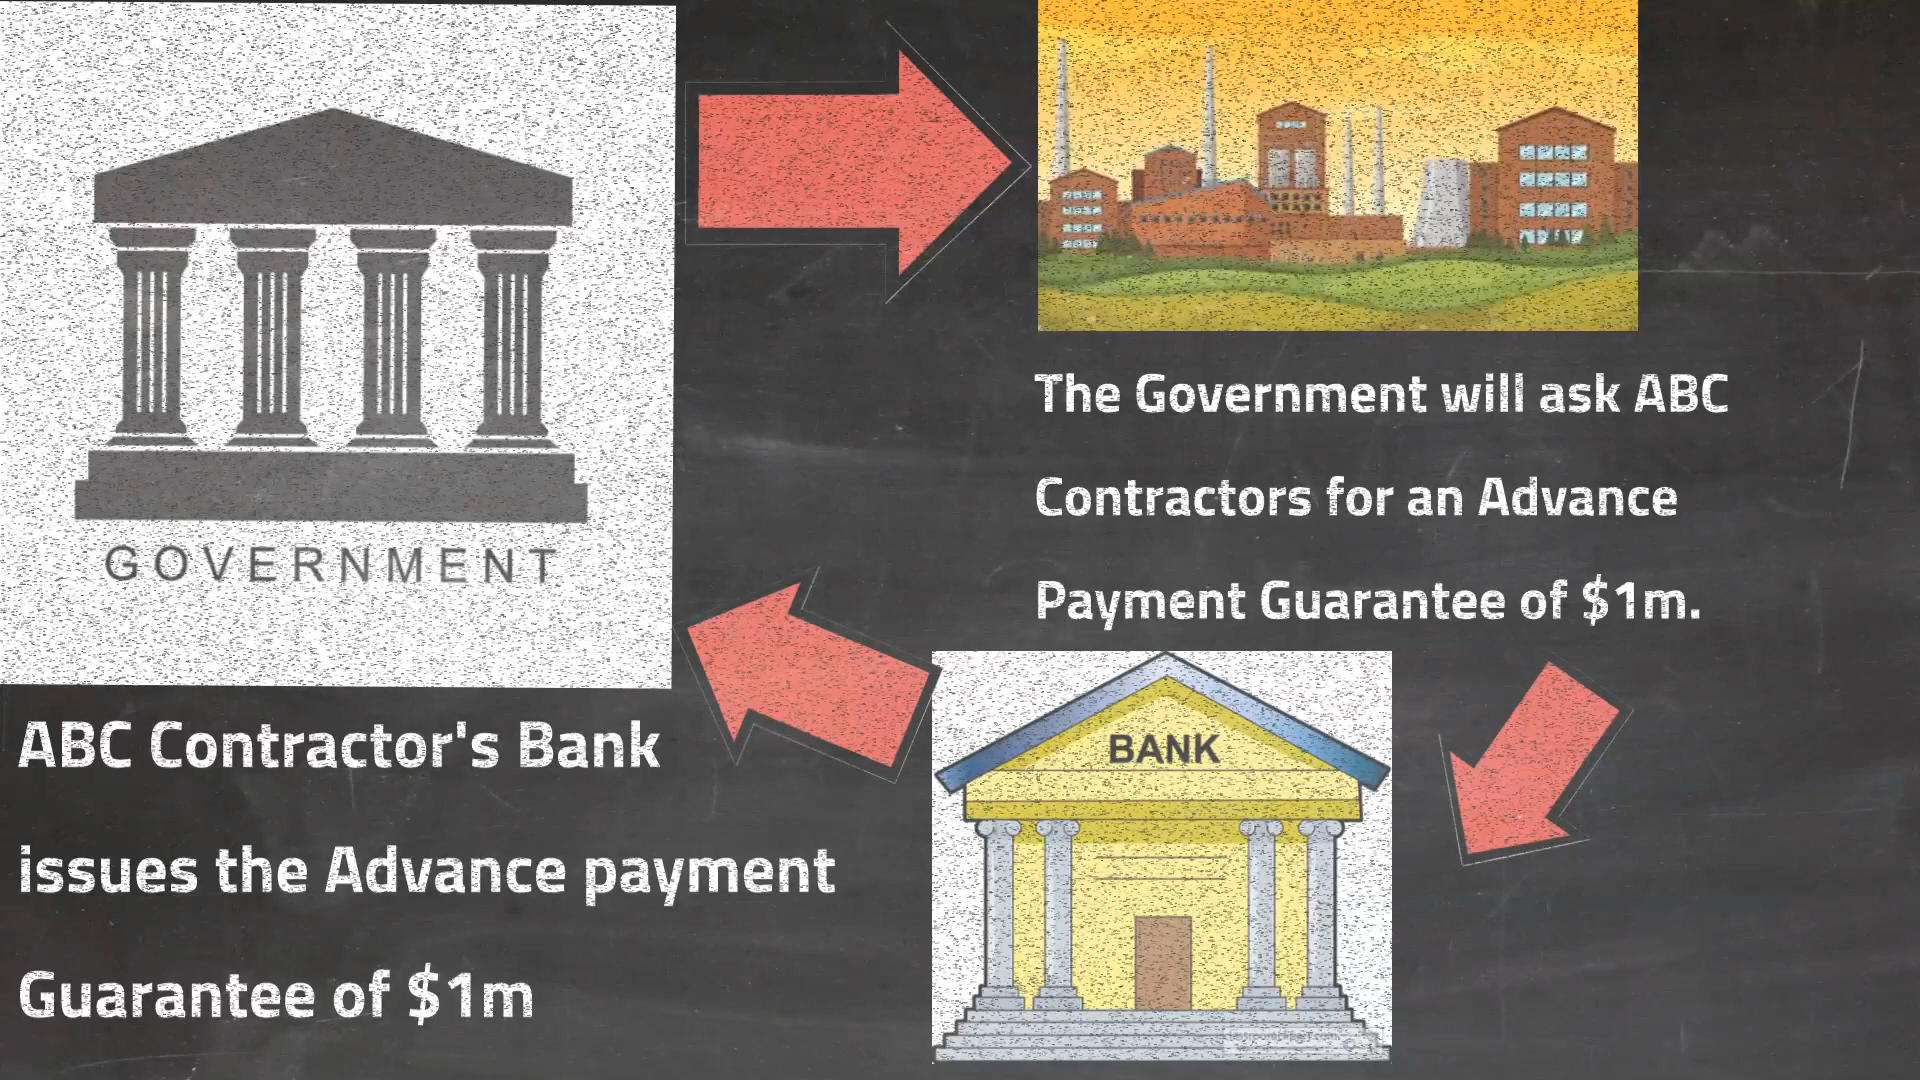 GOVERNMENT
The Government will ask ABC
Contractors for an Advance
Payment Guarantee of $1m.
BANK
ABC Contractor's Bank
issues the Advance payment
Guarantee of $1m